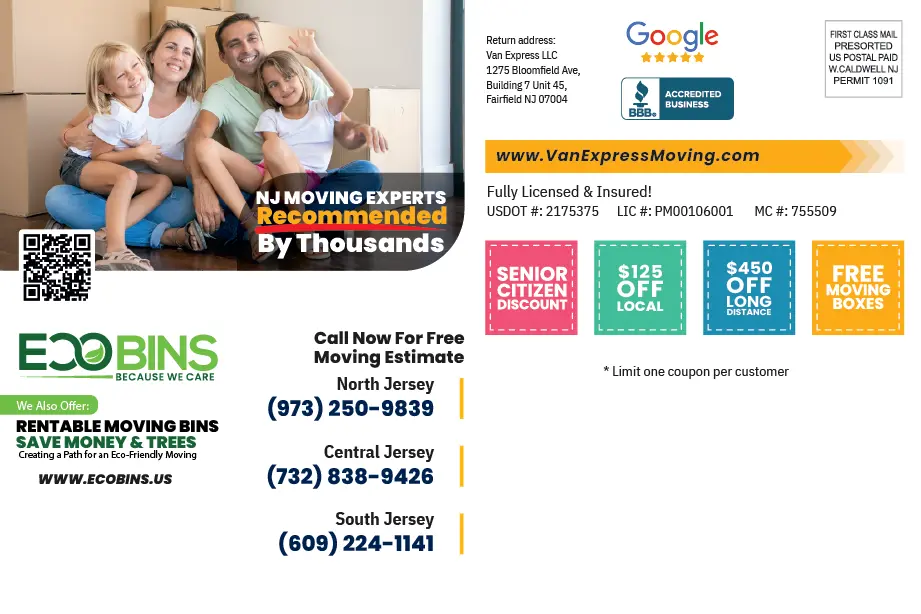 NJ MOVING EXPERTS
Recommended
By Thousands
ECOBINS
BECAUSE WE CARE
We Also Offer:
RENTABLE MOVING BINS
SAVE MONEY & TREES
Creating a Path for an Eco-Friendly Moving
WWW.ECOBINS.US
Call Now For Free
Moving Estimate
North Jersey
(973) 250-9839
Central Jersey
(732) 838-9426
South Jersey
(609) 224-1141
Return address:
Van Express LLC
1275 Bloomfield Ave,
Building 7 Unit 45,
Fairfield NJ 07004
Google
BBB®
ACCREDITED
BUSINESS
FIRST CLASS MAIL
PRESORTED
US POSTAL PAID
W.CALDWELL NJ
PERMIT 1091
www.VanExpressMoving.com
Fully Licensed & Insured!
USDOT #: 2175375 LIC #: PM00106001 MC #: 755509
SENIOR
CITIZEN
DISCOUNT
$125
OFF
LOCAL
$450
OFF
LONG
DISTANCE
FREE
MOVING
BOXES
* Limit one coupon per customer